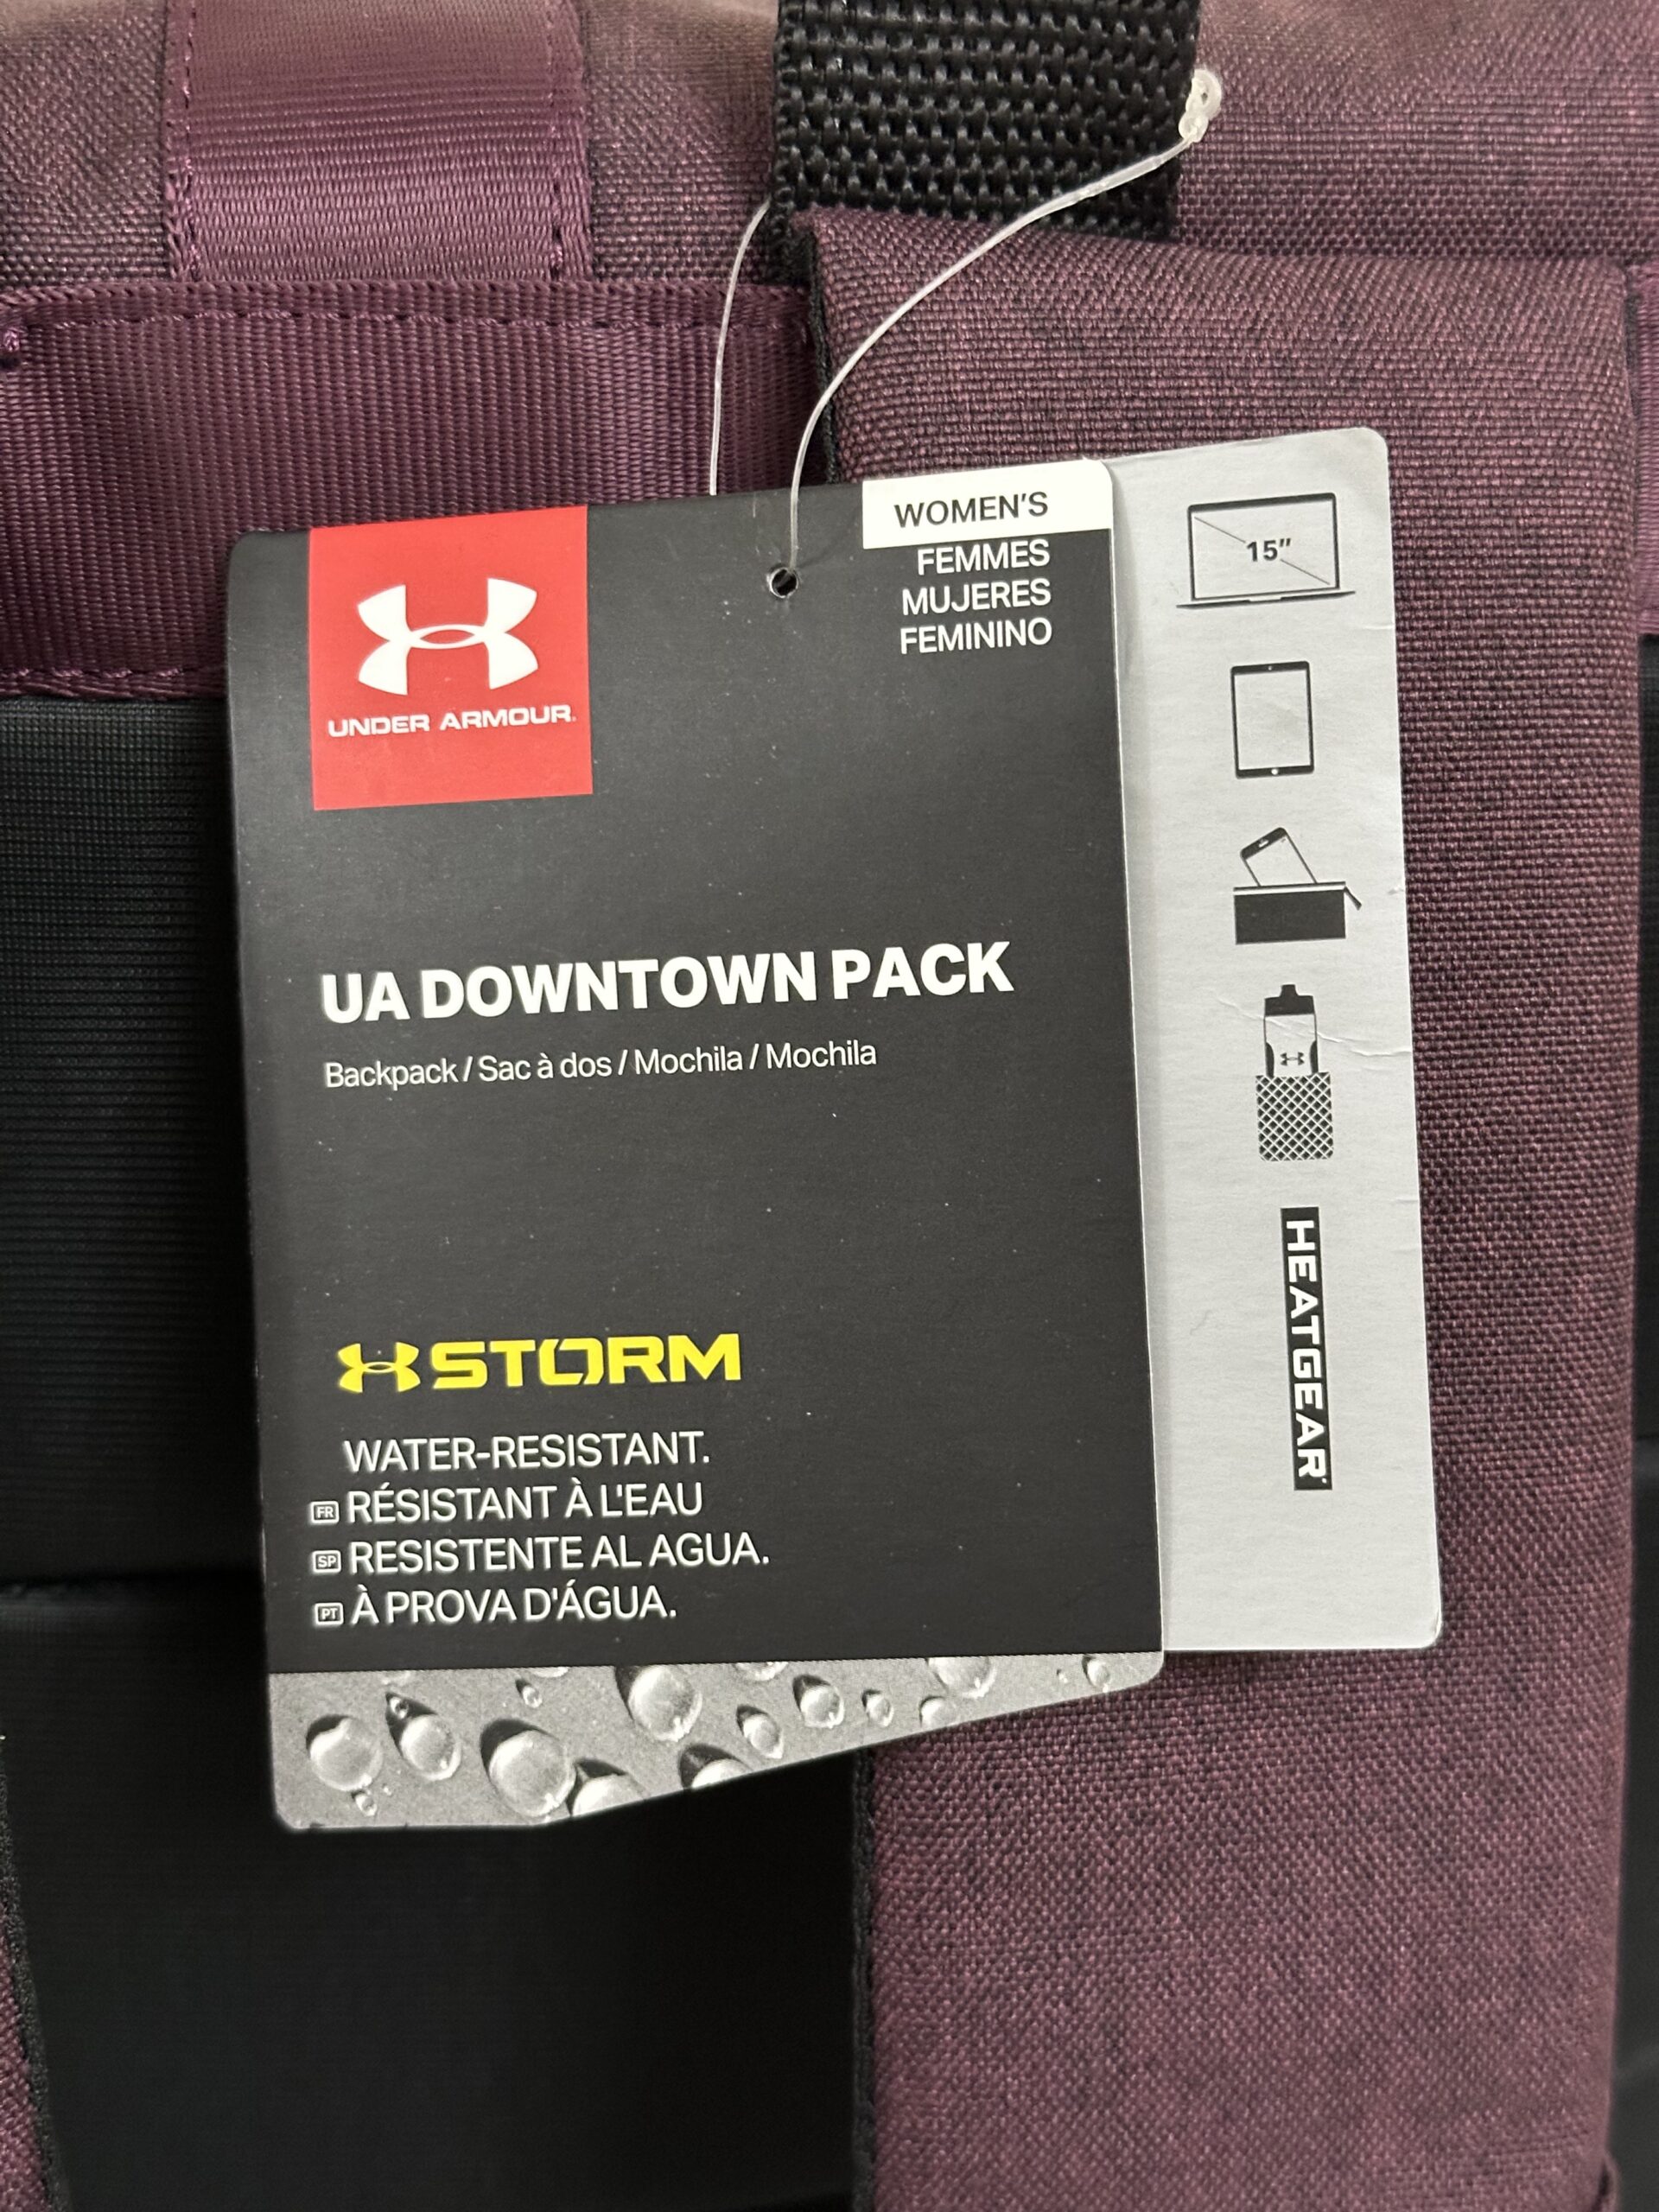 UNDER ARMOUR
WOMEN'S
FEMMES
MUJERES
FEMININO
UA DOWNTOWN PACK
Backpack / Sac à dos / Mochila / Mochila
STORM
WATER-RESISTANT.
FR RÉSISTANT À L'EAU
SP RESISTENTE AL AGUA.
PT À PROVA D'ÁGUA.
15"
HEATGEAR